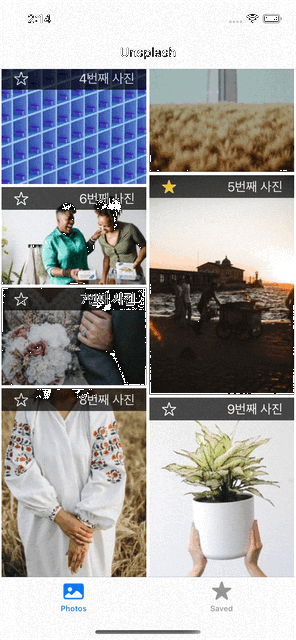 2:14
Unsplash
4번째 사진
5번째 사진
6번째 사진
7번째 사진
8번째 사진
9번째 사진
Photos
Saved